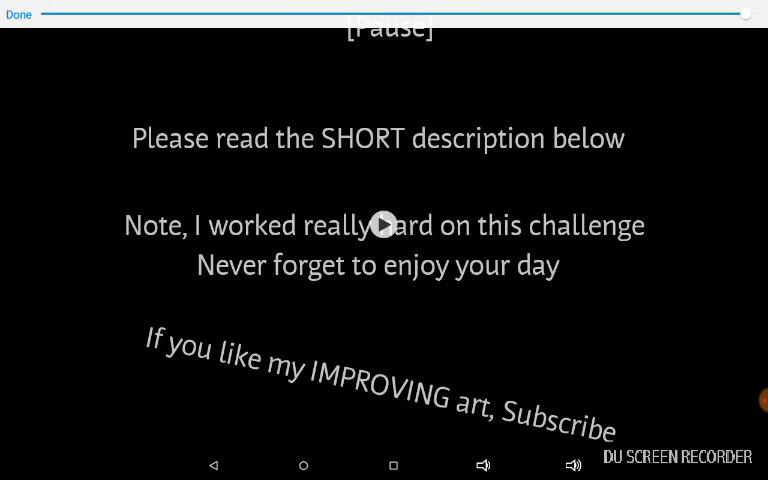 Done
[Pause]
Please read the SHORT description below
Note, I worked really hard on this challenge
Never forget to enjoy your day
If you like my IMPROVING art, Subscribe
DU SCREEN RECORDER